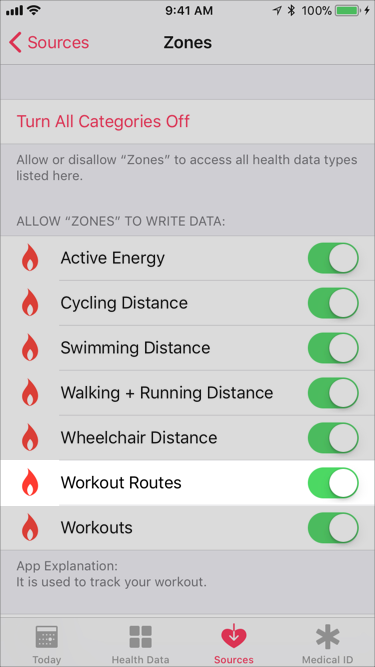 9:41 AM
100%
Sources
Zones
Turn All Categories Off
Allow or disallow “Zones” to access all health data types
listed here.
ALLOW “ZONES” TO WRITE DATA:
Active Energy
Cycling Distance
Swimming Distance
Walking + Running Distance
Wheelchair Distance
Workout Routes
Workouts
App Explanation:
It is used to track your workout.
Today
Health Data
Sources
Medical ID